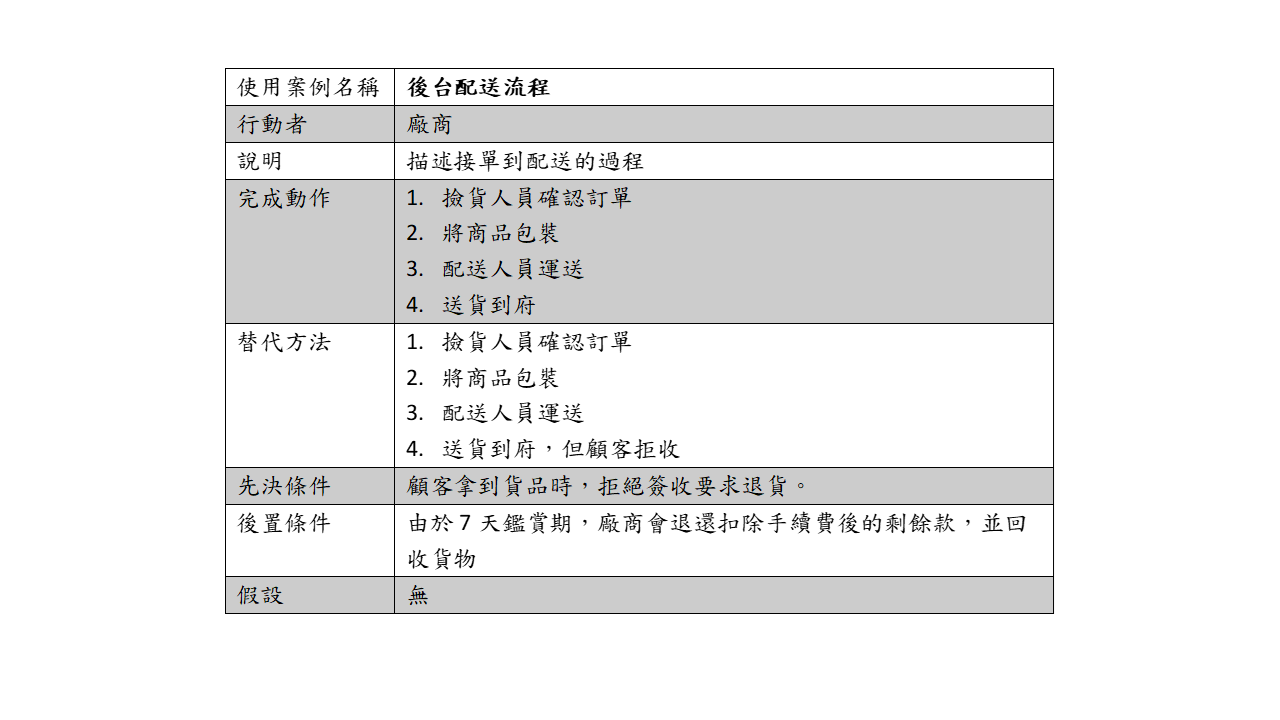 使用案例名稱 後台配送流程
行動者 廠商
說明 描述接單到配送的過程
完成動作 1. 撿貨人員確認訂單
2. 將商品包裝
3. 配送人員運送
4. 送貨到府
替代方法 1. 撿貨人員確認訂單
2. 將商品包裝
3. 配送人員運送
4. 送貨到府，但顧客拒收
先決條件 顧客拿到貨品時，拒絕簽收要求退貨。
後置條件 由於 7 天鑑賞期，廠商會退還扣除手續費後的剩餘款，並回
收貨物
假設 無